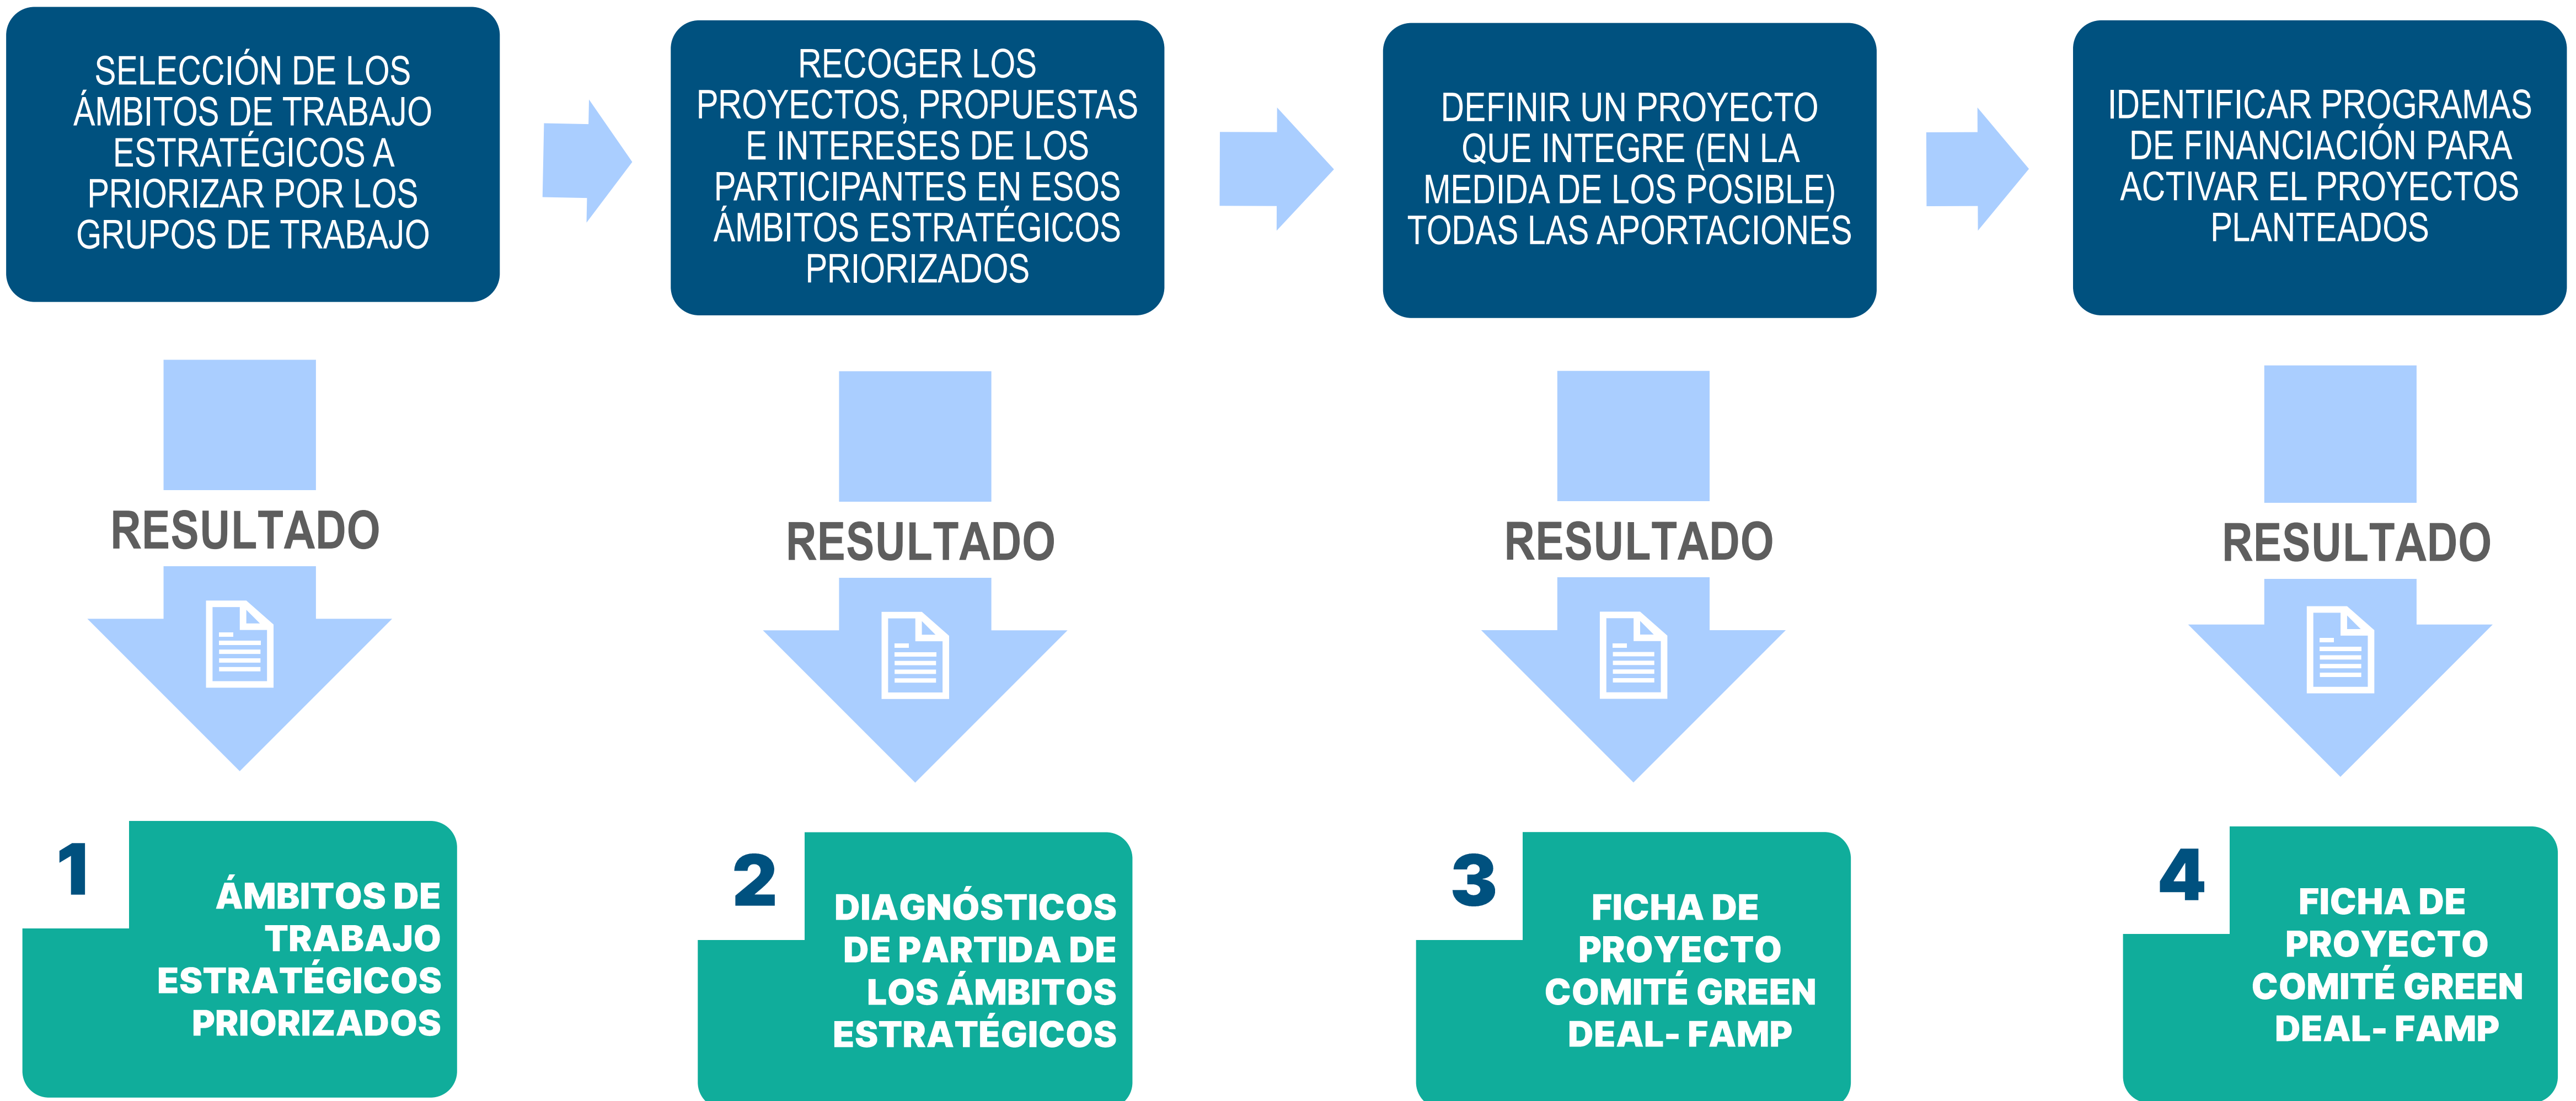 SELECCIÓN DE LOS
ÁMBITOS DE TRABAJO
ESTRATÉGICOS A
PRIORIZAR POR LOS
GRUPOS DE TRABAJO
RECOGER LOS
PROYECTOS, PROPUESTAS
E INTERESES DE LOS
PARTICIPANTES EN ESOS
ÁMBITOS ESTRATÉGICOS
PRIORIZADOS
DEFINIR UN PROYECTO
QUE INTEGRE (EN LA
MEDIDA DE LOS POSIBLE)
TODAS LAS APORTACIONES
IDENTIFICAR PROGRAMAS
DE FINANCIACIÓN PARA
ACTIVAR EL PROYECTOS
PLANTEADOS
RESULTADO
RESULTADO
RESULTADO
RESULTADO
1
ÁMBITOS DE
TRABAJO
ESTRATÉGICOS
PRIORIZADOS
2
DIAGNÓSTICOS
DE PARTIDA DE
LOS ÁMBITOS
ESTRATÉGICOS
3
FICHA DE
PROYECTO
COMITÉ GREEN
DEAL- FAMP
4
FICHA DE
PROYECTO
COMITÉ GREEN
DEAL- FAMP